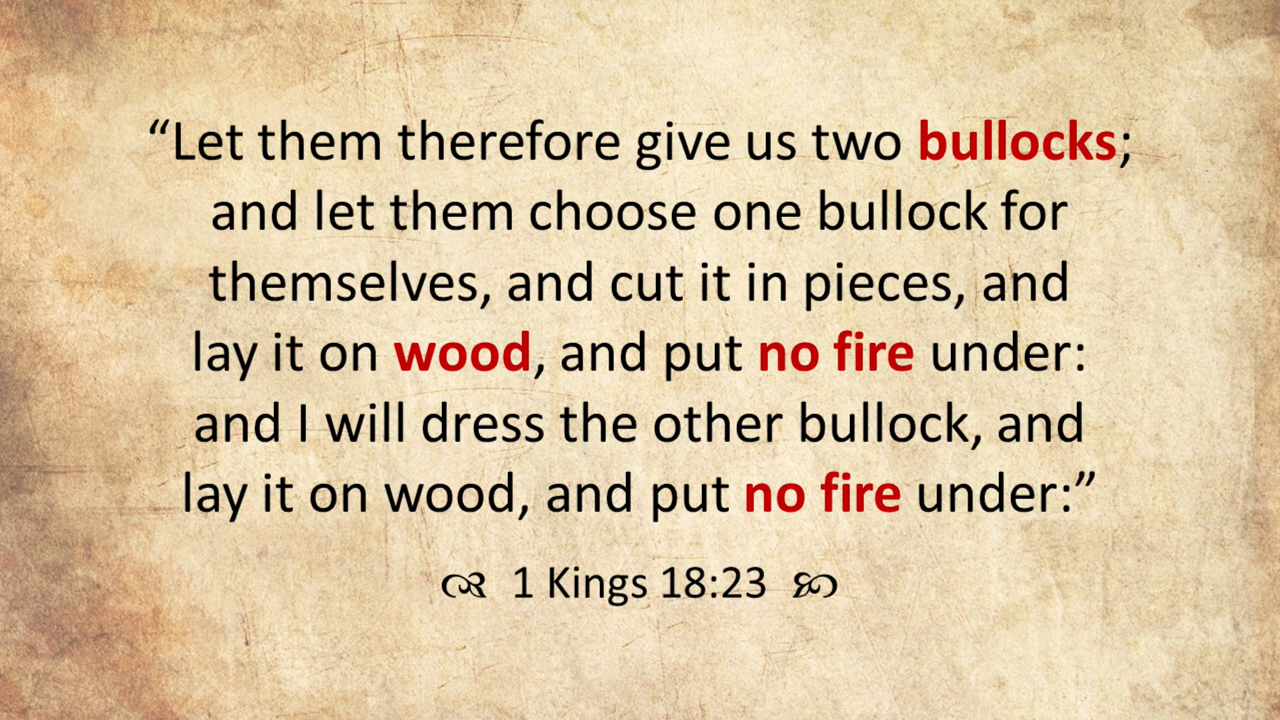 “Let them therefore give us two bullocks;
and let them choose one bullock for
themselves, and cut it in pieces, and
lay it on wood, and put no fire under:
and I will dress the other bullock, and
lay it on wood, and put no fire under:”
1 Kings 18:23